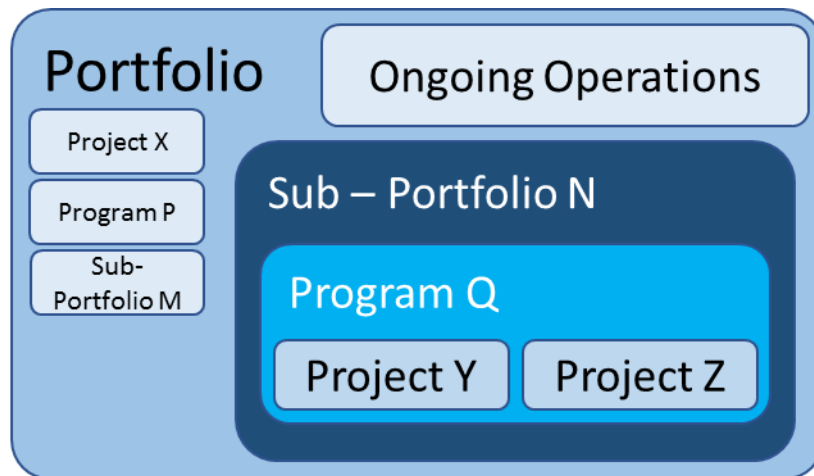 Portfolio
Ongoing Operations
Project X
Program P
Sub-
Portfolio M
Sub – Portfolio N
Program Q
Project Y
Project Z